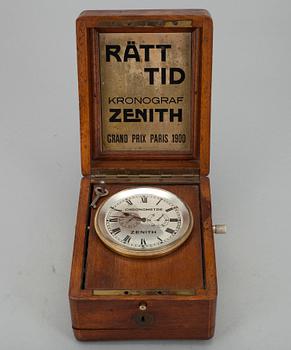 RÄTT
TID
KRONOGRAF
ZENITH
GRAND PRIX PARIS 1900
CHRONOMETRE
ZENITH